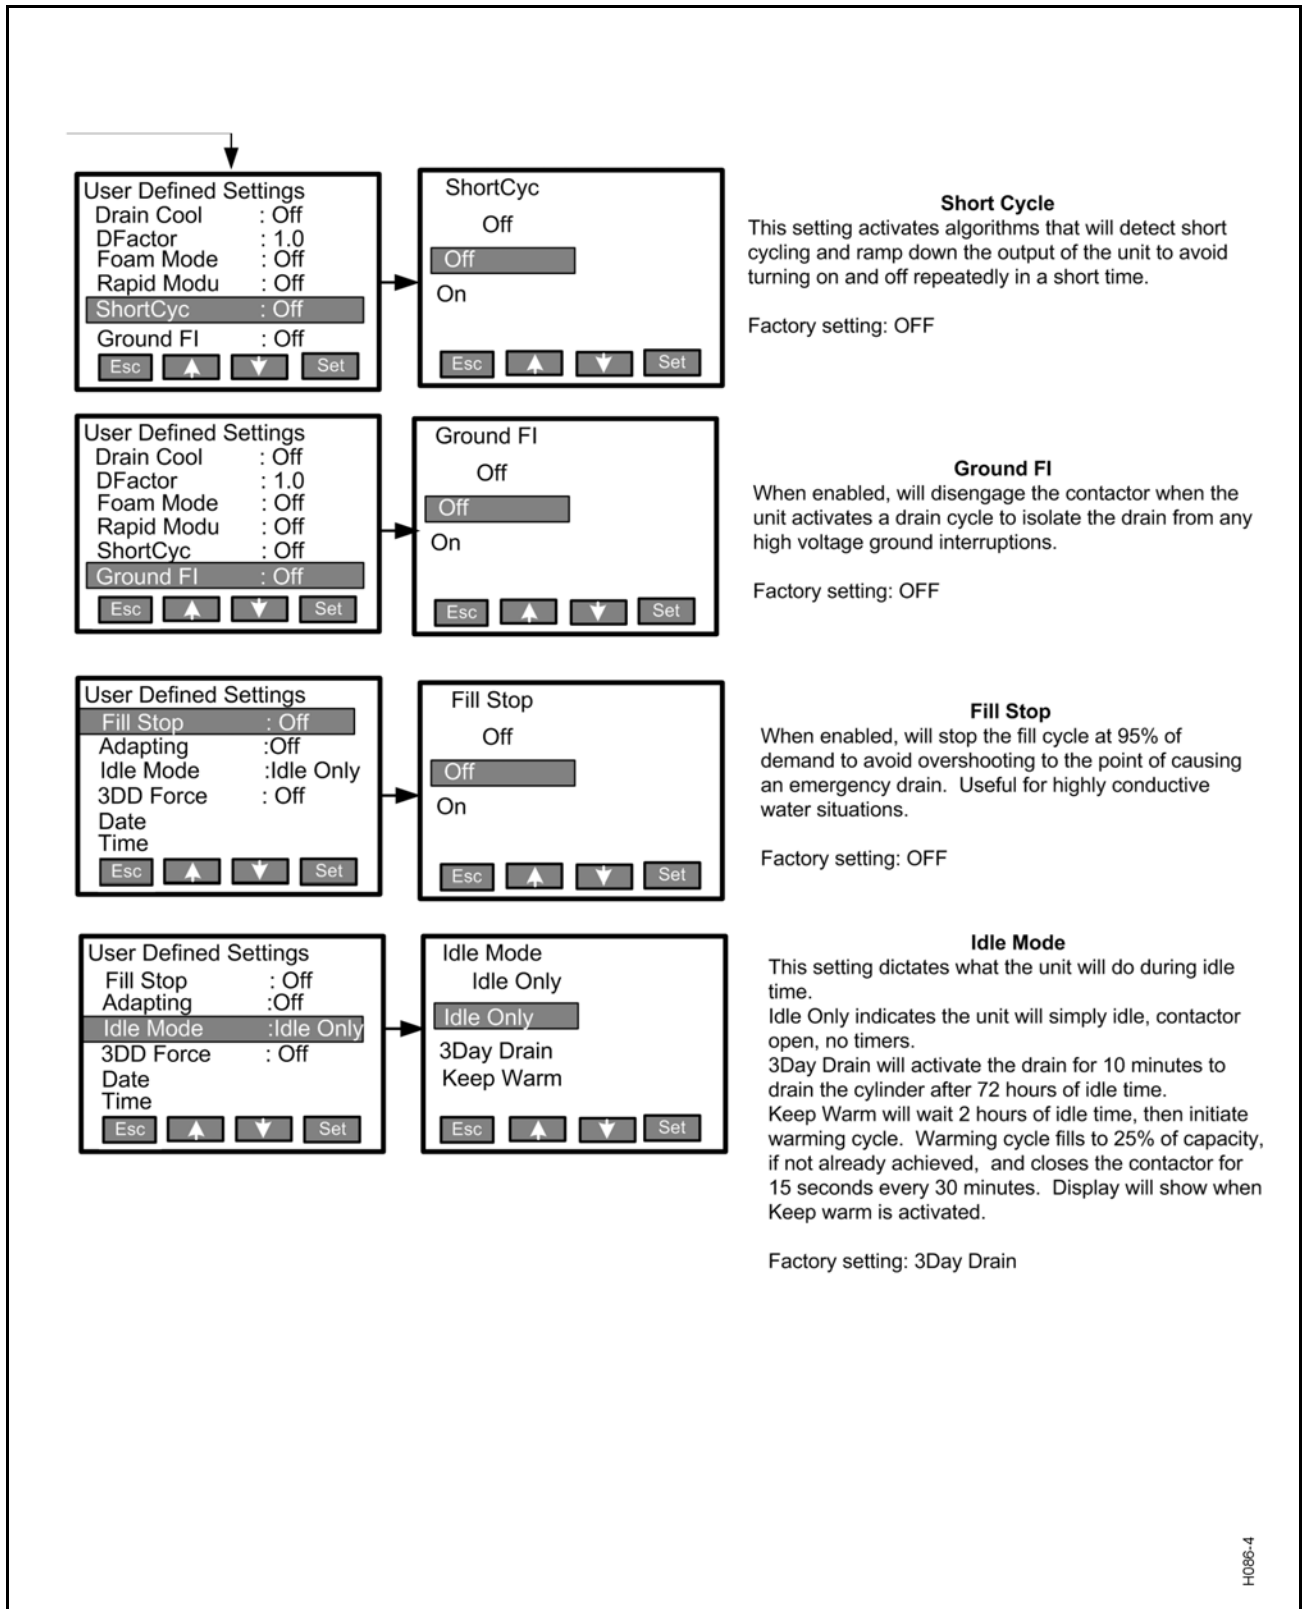 User Defined Settings
Drain Cool : Off
DFactor : 1.0
Foam Mode : Off
Rapid Modu : Off
ShortCyc : Off
Ground FI : Off
Esc Set
ShortCyc
Off
Off
On
Esc Set
Short Cycle
This setting activates algorithms that will detect short
cycling and ramp down the output of the unit to avoid
turning on and off repeatedly in a short time.
Factory setting: OFF
User Defined Settings
Drain Cool : Off
DFactor : 1.0
Foam Mode : Off
Rapid Modu : Off
ShortCyc : Off
Ground FI : Off
Esc Set
Ground FI
Off
Off
On
Esc Set
Ground FI
When enabled, will disengage the contactor when the
unit activates a drain cycle to isolate the drain from any
high voltage ground interruptions.
Factory setting: OFF
User Defined Settings
Fill Stop : Off
Adapting :Off
Idle Mode :Idle Only
3DD Force : Off
Date
Time
Esc Set
Fill Stop
Off
Off
On
Esc Set
Fill Stop
When enabled, will stop the fill cycle at 95% of
demand to avoid overshooting to the point of causing
an emergency drain. Useful for highly conductive
water situations.
Factory setting: OFF
User Defined Settings
Fill Stop : Off
Adapting :Off
Idle Mode :Idle Only
3DD Force : Off
Date
Time
Esc Set
Idle Mode
Idle Only
Idle Only
3Day Drain
Keep Warm
Esc Set
Idle Mode
This setting dictates what the unit will do during idle
time.
Idle Only indicates the unit will simply idle, contactor
open, no timers.
3Day Drain will activate the drain for 10 minutes to
drain the cylinder after 72 hours of idle time.
Keep Warm will wait 2 hours of idle time, then initiate
warming cycle. Warming cycle fills to 25% of capacity,
if not already achieved, and closes the contactor for
15 seconds every 30 minutes. Display will show when
Keep warm is activated.
Factory setting: 3Day Drain
H086-4